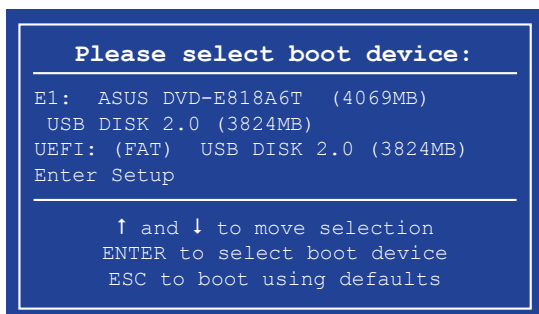 Please select boot device:
E1:  ASUS DVD-E818A6T  (4069MB)
USB DISK 2.0 (3824MB)
UEFI: (FAT)  USB DISK 2.0 (3824MB)
Enter Setup
↑ and ↓ to move selection
ENTER to select boot device
ESC to boot using defaults